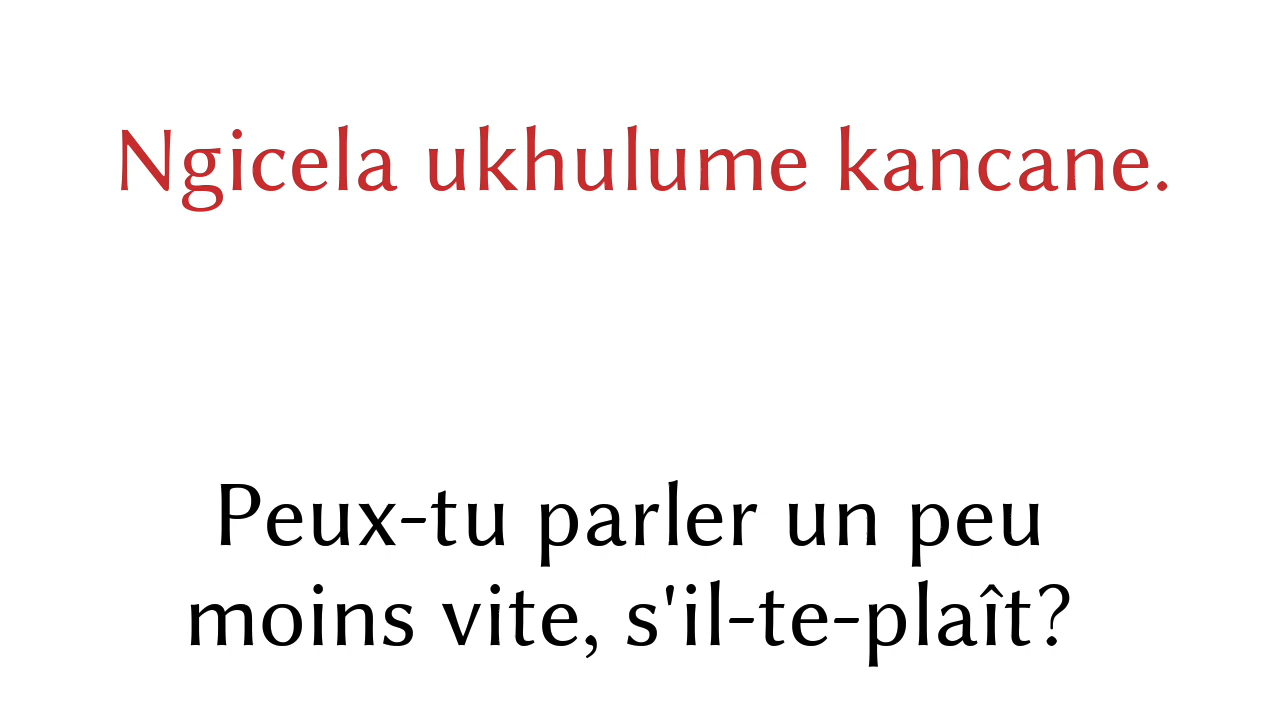 Ngicela ukhulume kancane.
Peux-tu parler un peu
moins vite, s'il-te-plaît?